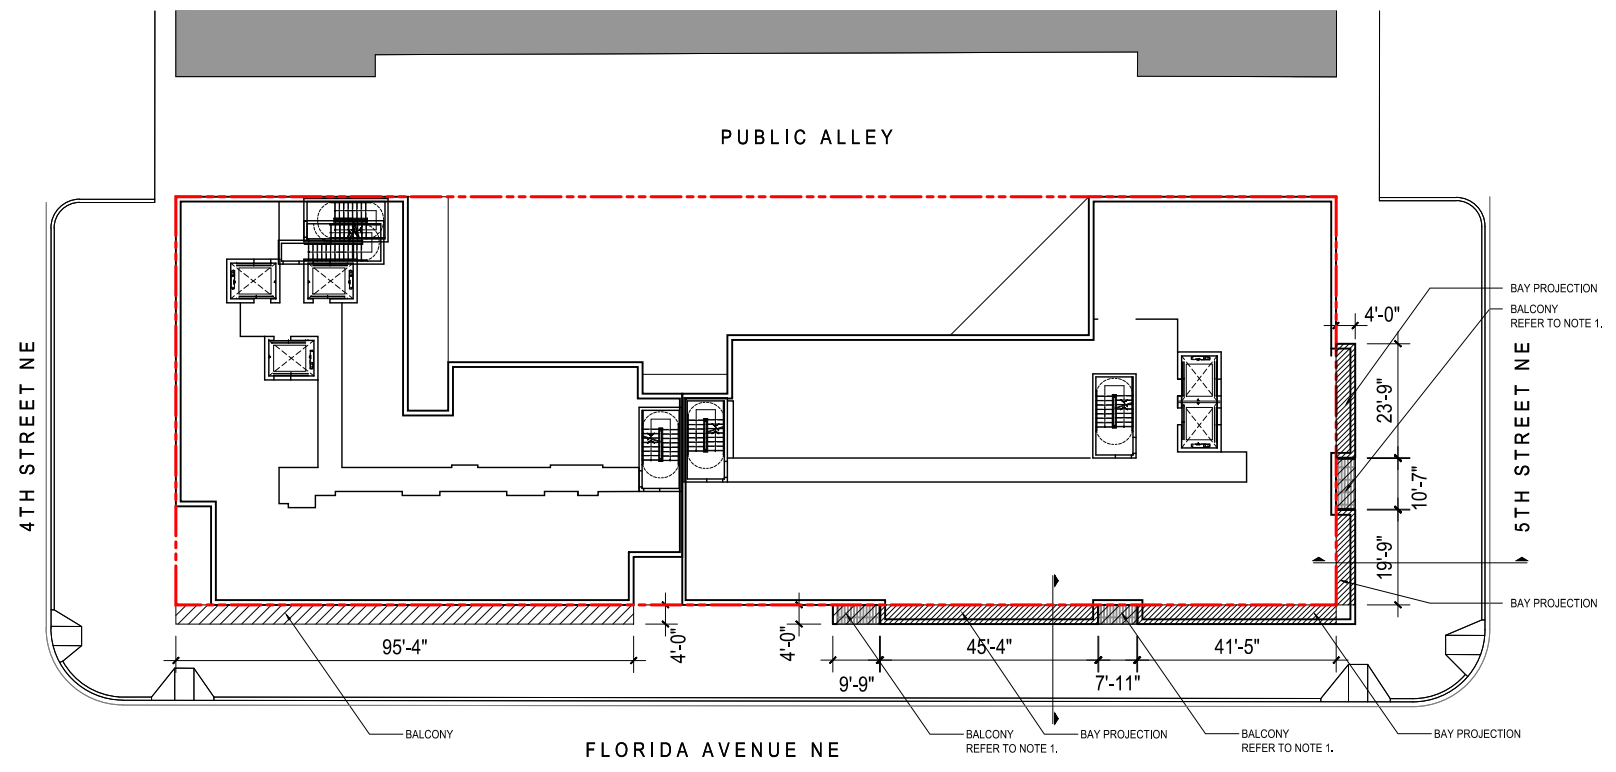 PUBLIC ALLEY
BAY PROJECTION
BALCONY
REFER TO NOTE 1.
4'-0"
23'-9"
10'-7"
19'-9"
4TH STREET NE
5TH STREET NE
BAY PROJECTION
95'-4"
4'-0"
4'-0"
45'-4"
41'-5"
9'-9"
7'-11"
BALCONY
BALCONY
REFER TO NOTE 1.
BAY PROJECTION
BALCONY
REFER TO NOTE 1.
BAY PROJECTION
FLORIDA AVENUE NE